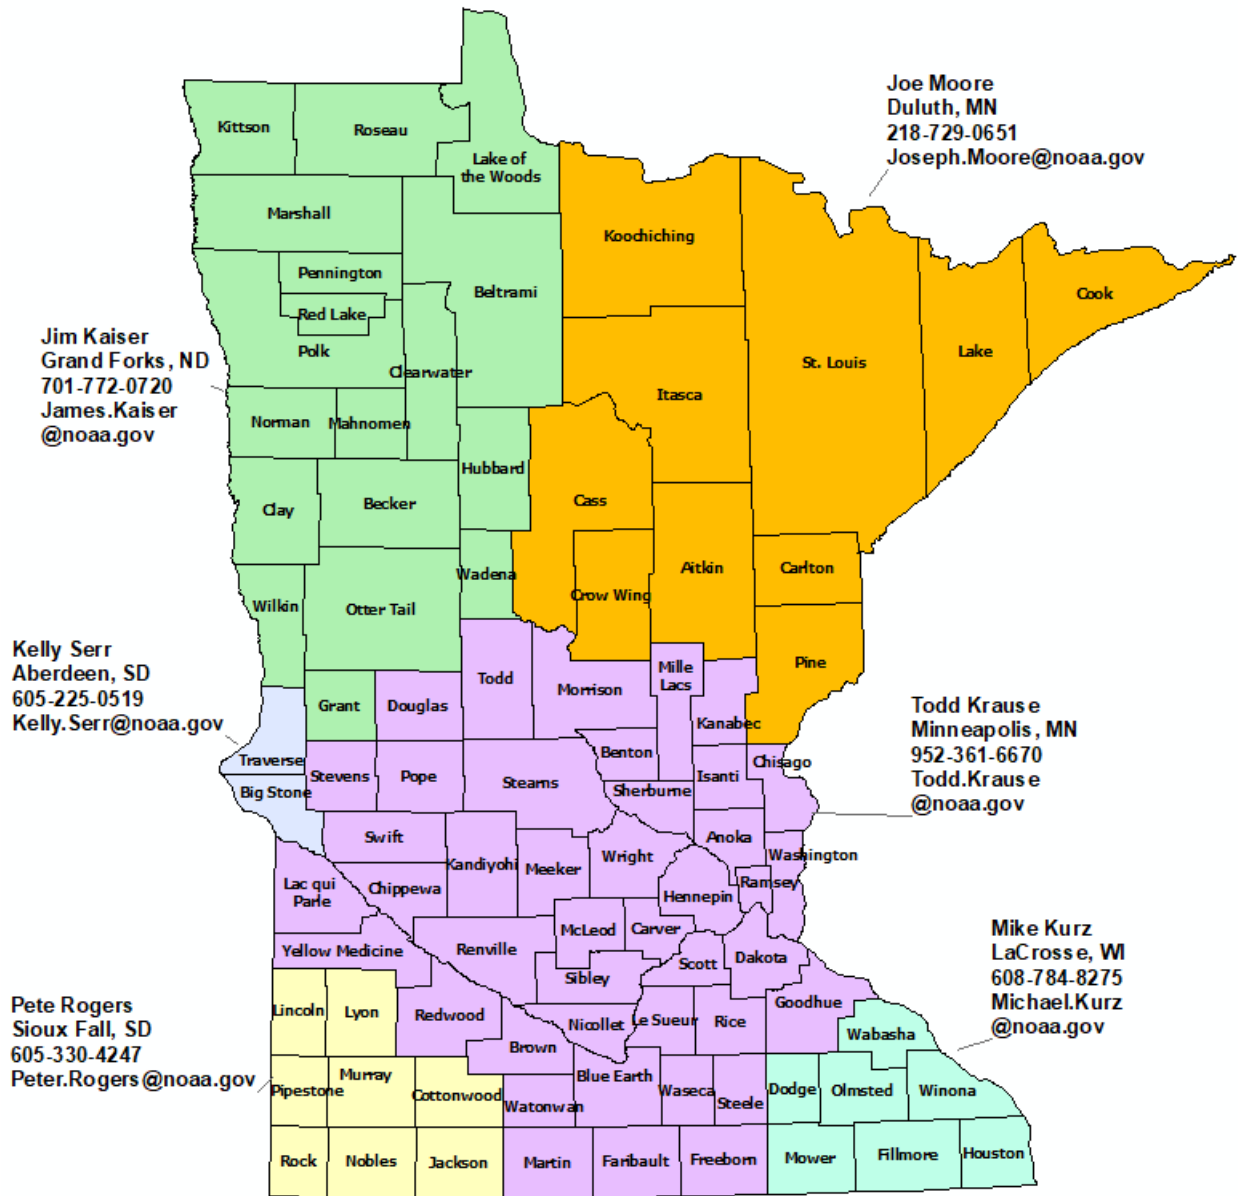 Joe Moore
Duluth, MN
218-729-0651
Joseph.Moore@noaa.gov
Kittson
Roseau
Lake of
the Woods
Marshall
Koochiching
Pennington
Beltrami
Cook
Red Lake
Jim Kaiser
Grand Forks, ND
701-772-0720
James.Kaiser
@noaa.gov
Polk
Lake
St. Louis
Clearwater
Itasca
Norman
Mahnomen
Hubbard
Cass
Becker
Clay
Aitkin
Carlton
Wadena
Crow Wing
Wilkin
Otter Tail
Kelly Serr
Aberdeen, SD
605-225-0519
Kelly.Serr@noaa.gov
Pine
Mille
Lacs
Todd
Morrison
Grant
Douglas
Kanabec
Todd Krause
Minneapolis, MN
952-361-6670
Todd.Krause
@noaa.gov
Traverse
Benton
Chisago
Stevens
Pope
Stearns
Isanti
Big Stone
Sherburne
Swift
Anoka
Wright
Washington
Kandiyohi
Meeker
Lac qui
Parle
Chippewa
Ramsey
Hennepin
McLeod
Carver
Mike Kurz
LaCrosse, WI
608-784-8275
Michael.Kurz
@noaa.gov
Yellow Medicine
Renville
Scott
Dakota
Sibley
Pete Rogers
Sioux Fall, SD
605-330-4247
Peter.Rogers@noaa.gov
Lincoln
Lyon
Redwood
Nicollet
Le Sueur
Rice
Goodhue
Wabasha
Brown
Pipestone
Murray
Cottonwood
Watonwan
Blue Earth
Waseca
Steele
Dodge
Olmsted
Winona
Rock
Nobles
Jackson
Martin
Faribault
Freeborn
Mower
Fillmore
Houston